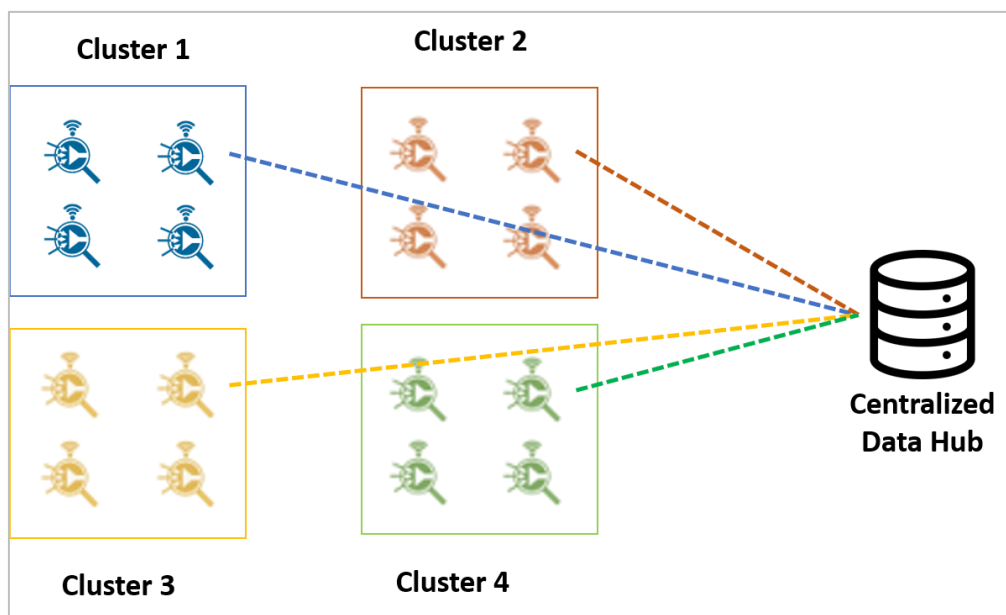 Cluster 1
Cluster 2
Centralized
Data Hub
Cluster 3
Cluster 4